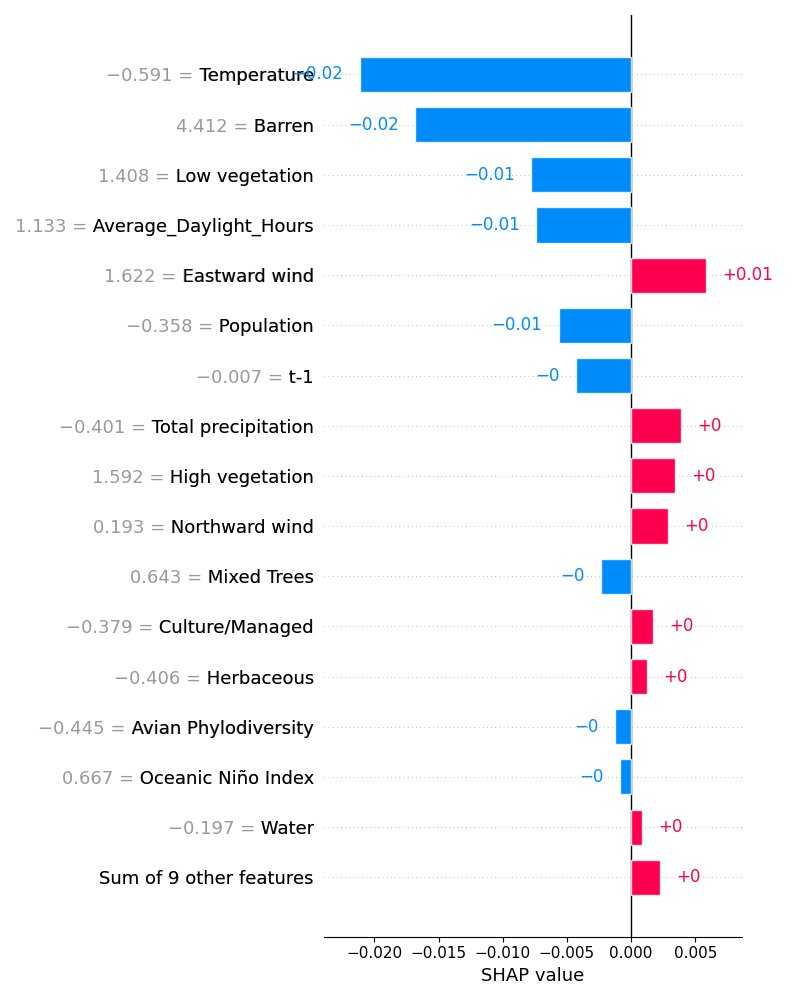 −0.591 = Temperature −0.02
4.412 = Barren −0.02
1.408 = Low vegetation −0.01
1.133 = Average_Daylight_Hours −0.01
1.622 = Eastward wind +0.01
−0.358 = Population −0.01
−0.007 = t-1 −0
−0.401 = Total precipitation +0
1.592 = High vegetation +0
0.193 = Northward wind +0
0.643 = Mixed Trees −0
−0.379 = Culture/Managed +0
−0.406 = Herbaceous +0
−0.445 = Avian Phylodiversity −0
0.667 = Oceanic Niño Index −0
−0.197 = Water +0
Sum of 9 other features +0
−0.020 −0.015 −0.010 −0.005 0.000 0.005
SHAP value